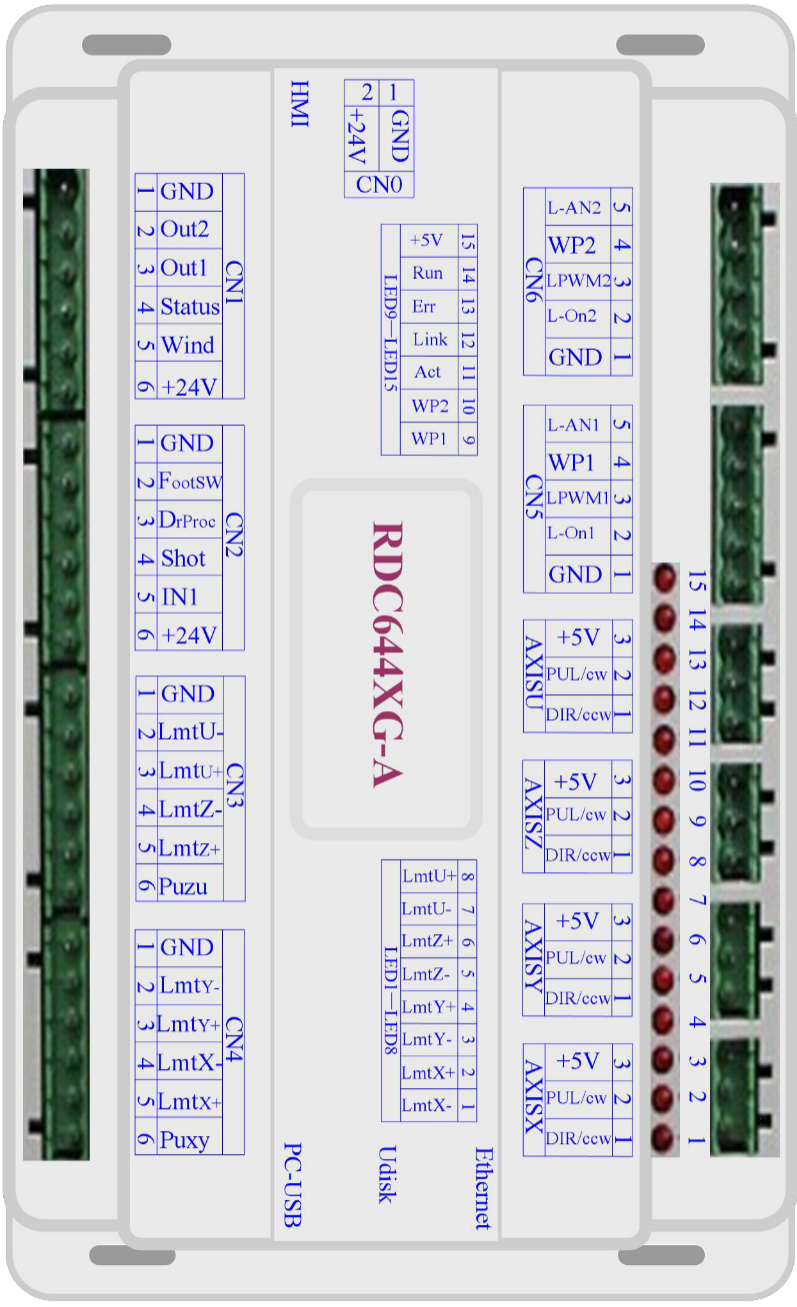 HMI
2 1
+24V GND
CN0
CN1
1 GND
2 Out2
3 Out1
4 Status
5 Wind
6 +24V
CN2
1 GND
2 FootSW
3 DrProc
4 Shot
5 IN1
6 +24V
CN3
1 GND
2 LmtU-
3 LmtU+
4 LmtZ-
5 LmtZ+
6 Puzu
CN4
1 GND
2 LmtY-
3 LmtY+
4 LmtX-
5 LmtX+
6 Puxy
LED9—LED15
+5V 15
Run 14
Err 13
Link 12
Act 11
WP2 10
WP1 9
RDC644XG-A
LED1—LED8
LmtU+ 8
LmtU- 7
LmtZ+ 6
LmtZ- 5
LmtY+ 4
LmtY- 3
LmtX+ 2
LmtX- 1
PC-USB
Udisk
Ethernet
CN6
L-AN2 5
WP2 4
LPWM2 3
L-On2 2
GND 1
CN5
L-AN1 5
WP1 4
LPWM1 3
L-On1 2
GND 1
AXISU
+5V 3
PUL/cw 2
DIR/ccw 1
AXISZ
+5V 3
PUL/cw 2
DIR/ccw 1
AXISY
+5V 3
PUL/cw 2
DIR/ccw 1
AXISX
+5V 3
PUL/cw 2
DIR/ccw 1
15
14
13
12
11
10
9
8
7
6
5
4
3
2
1